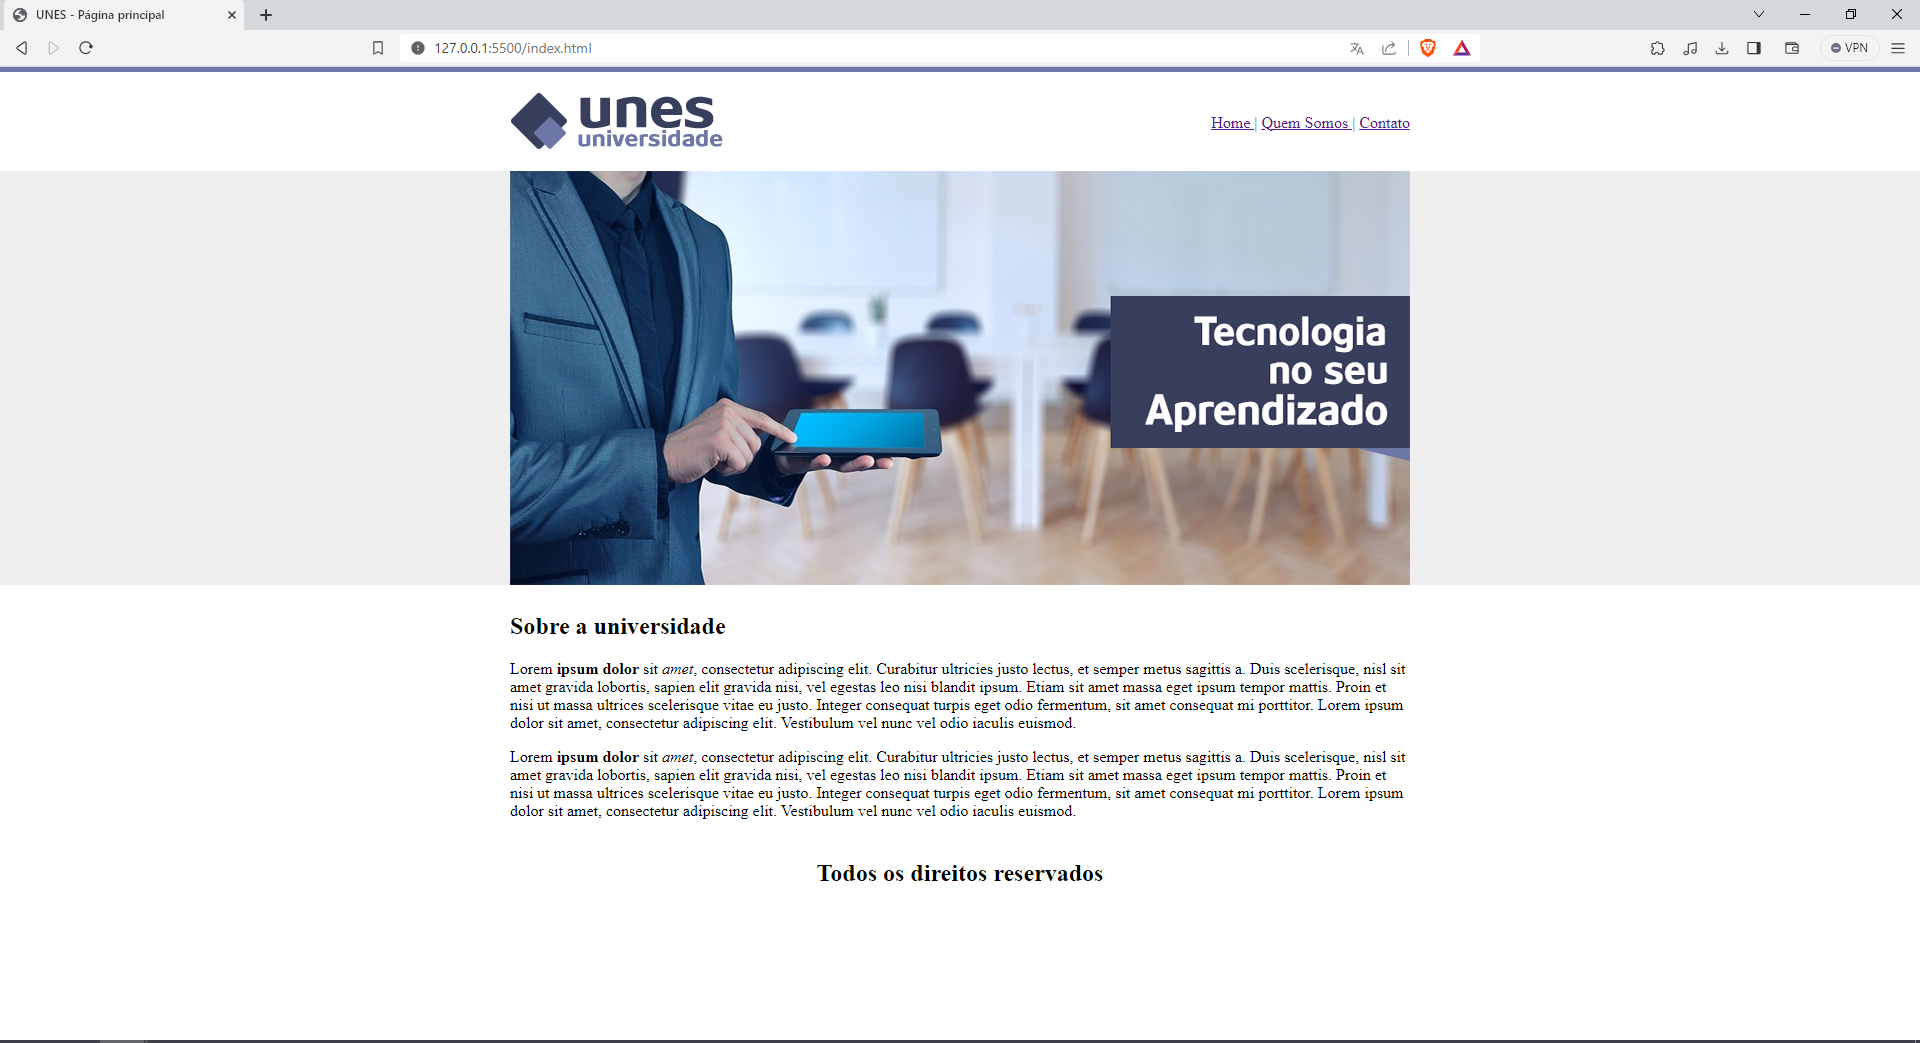 UNES - Página principal
127.0.0.1:5500/index.html
VPN
unes
universidade
Home | Quem Somos | Contato
Tecnologia
no seu
Aprendizado
Sobre a universidade
Lorem ipsum dolor sit amet, consectetur adipiscing elit. Curabitur ultricies justo lectus, et semper metus sagittis a. Duis scelerisque, nisl sit
amet gravida lobortis, sapien elit gravida nisi, vel egestas leo nisi blandit ipsum. Etiam sit amet massa eget ipsum tempor mattis. Proin et
nisi ut massa ultrices scelerisque vitae eu justo. Integer consequat turpis eget odio fermentum, sit amet consequat mi porttitor. Lorem ipsum
dolor sit amet, consectetur adipiscing elit. Vestibulum vel nunc vel odio iaculis euismod.
Lorem ipsum dolor sit amet, consectetur adipiscing elit. Curabitur ultricies justo lectus, et semper metus sagittis a. Duis scelerisque, nisl sit
amet gravida lobortis, sapien elit gravida nisi, vel egestas leo nisi blandit ipsum. Etiam sit amet massa eget ipsum tempor mattis. Proin et
nisi ut massa ultrices scelerisque vitae eu justo. Integer consequat turpis eget odio fermentum, sit amet consequat mi porttitor. Lorem ipsum
dolor sit amet, consectetur adipiscing elit. Vestibulum vel nunc vel odio iaculis euismod.
Todos os direitos reservados